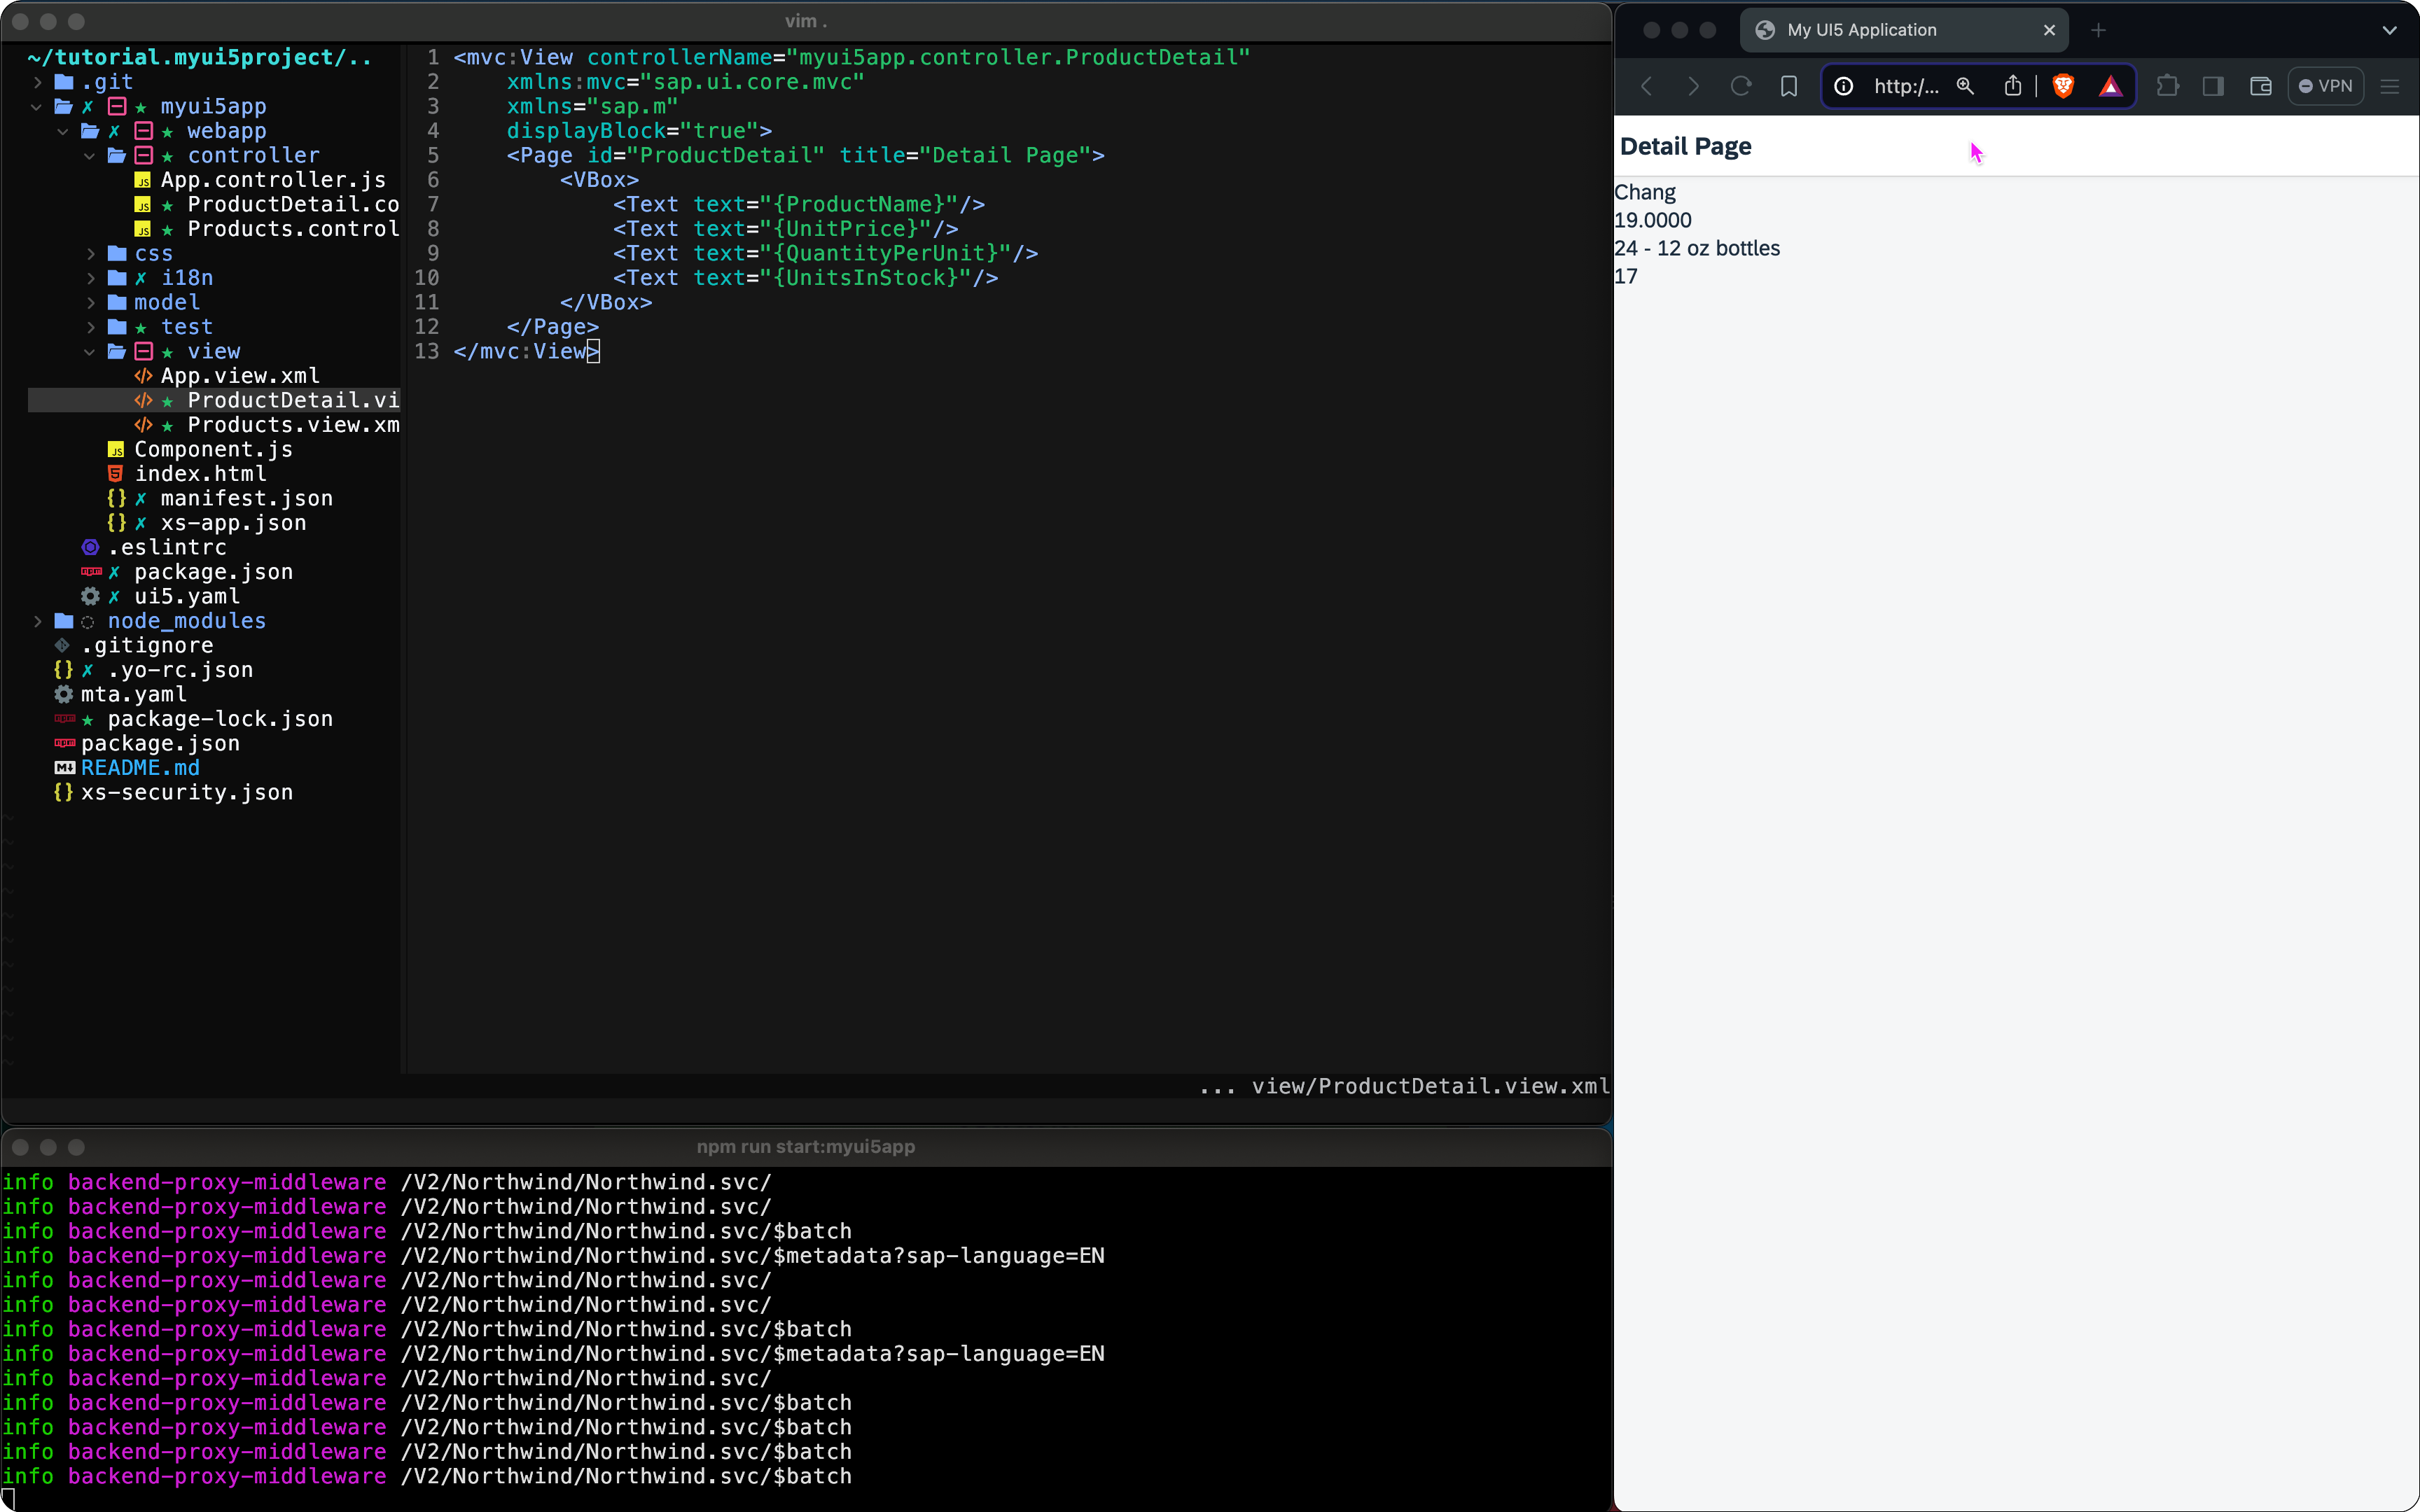 vim .
~/tutorial.myui5project/..
.git
myui5app
webapp
controller
App.controller.js
ProductDetail.co
Products.control
css
i18n
model
test
view
App.view.xml
ProductDetail.vi
Products.view.xm
Component.js
index.html
manifest.json
xs-app.json
.eslintrc
package.json
ui5.yaml
node_modules
.gitignore
.yo-rc.json
mta.yaml
package-lock.json
package.json
README.md
xs-security.json
1 <mvc:View controllerName="myui5app.controller.ProductDetail"
2 xmlns:mvc="sap.ui.core.mvc"
3 xmlns="sap.m"
4 displayBlock="true">
5 <Page id="ProductDetail" title="Detail Page">
6 <VBox>
7 <Text text="{ProductName}"/>
8 <Text text="{UnitPrice}"/>
9 <Text text="{QuantityPerUnit}"/>
10 <Text text="{UnitsInStock}"/>
11 </VBox>
12 </Page>
13 </mvc:View>
... view/ProductDetail.view.xml
npm run start:myui5app
info backend-proxy-middleware /V2/Northwind/Northwind.svc/
info backend-proxy-middleware /V2/Northwind/Northwind.svc/
info backend-proxy-middleware /V2/Northwind/Northwind.svc/$batch
info backend-proxy-middleware /V2/Northwind/Northwind.svc/$metadata?sap-language=EN
info backend-proxy-middleware /V2/Northwind/Northwind.svc/
info backend-proxy-middleware /V2/Northwind/Northwind.svc/
info backend-proxy-middleware /V2/Northwind/Northwind.svc/$batch
info backend-proxy-middleware /V2/Northwind/Northwind.svc/$metadata?sap-language=EN
info backend-proxy-middleware /V2/Northwind/Northwind.svc/
info backend-proxy-middleware /V2/Northwind/Northwind.svc/$batch
info backend-proxy-middleware /V2/Northwind/Northwind.svc/$batch
info backend-proxy-middleware /V2/Northwind/Northwind.svc/$batch
info backend-proxy-middleware /V2/Northwind/Northwind.svc/$batch
My UI5 Application
http:/...
VPN
Detail Page
Chang
19.0000
24 - 12 oz bottles
17